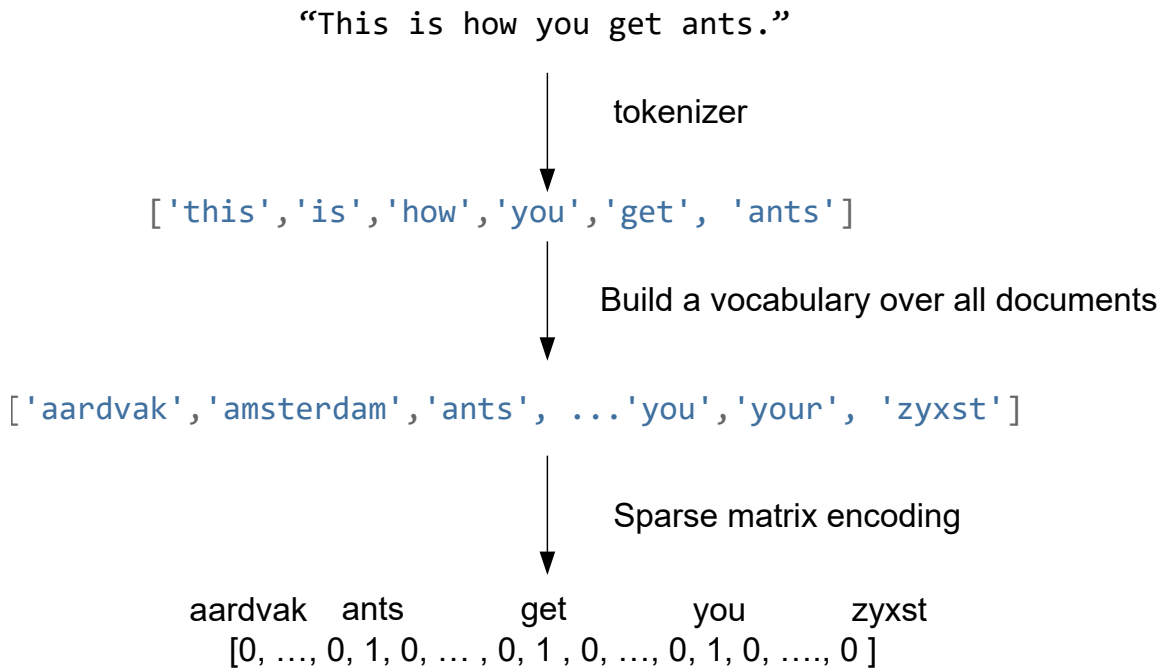 “This is how you get ants.”
tokenizer
['this','is','how','you','get', 'ants']
Build a vocabulary over all documents
['aardvak','amsterdam','ants', ...'you','your', 'zyxst']
Sparse matrix encoding
aardvak ants get you zyxst
[0, …, 0, 1, 0, … , 0, 1 , 0, …, 0, 1, 0, …., 0 ]